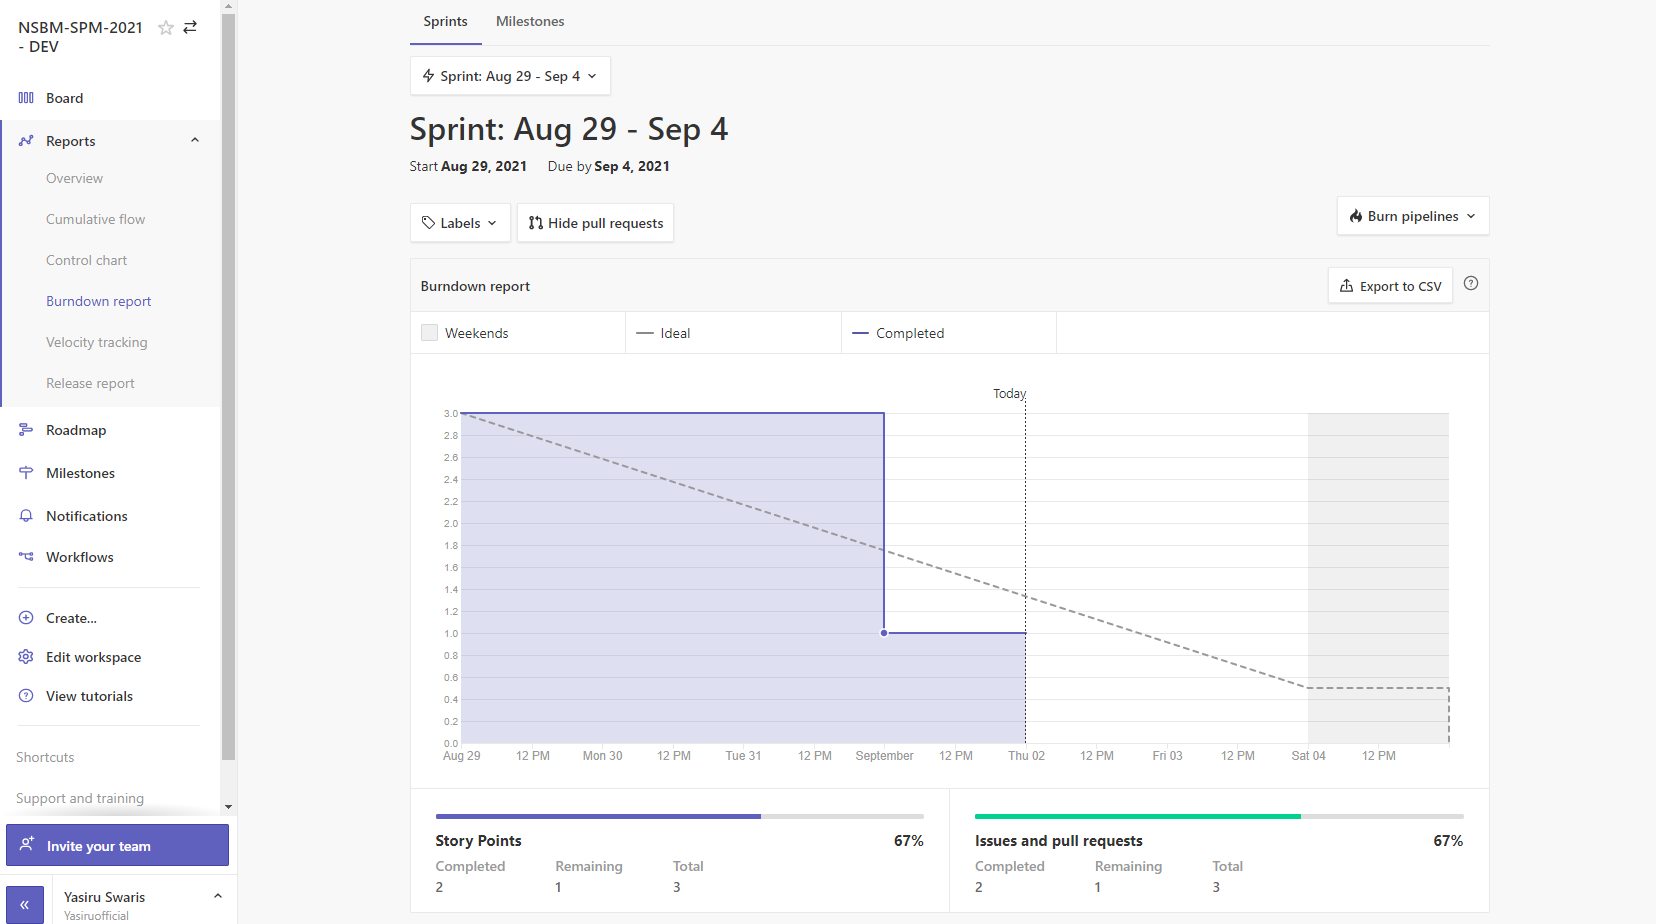 NSBM-SPM-2021
- DEV
Board
Reports
Overview
Cumulative flow
Control chart
Burndown report
Velocity tracking
Release report
Roadmap
Milestones
Notifications
Workflows
Create...
Edit workspace
View tutorials
Shortcuts
Support and training
Invite your team
«
Yasiru Swaris
Yasiruofficial
Sprints Milestones
Sprint: Aug 29 - Sep 4
Sprint: Aug 29 - Sep 4
Start Aug 29, 2021 Due by Sep 4, 2021
Labels Hide pull requests Burn pipelines
Burndown report Export to CSV ?
Weekends Ideal Completed
Today
3.0
2.8
2.6
2.4
2.2
2.0
1.8
1.6
1.4
1.2
1.0
0.8
0.6
0.4
0.2
0.0
Aug 29 12 PM Mon 30 12 PM Tue 31 12 PM September 12 PM Thu 02 12 PM Fri 03 12 PM Sat 04 12 PM
Story Points 67%
Completed Remaining Total
2 1 3
Issues and pull requests 67%
Completed Remaining Total
2 1 3